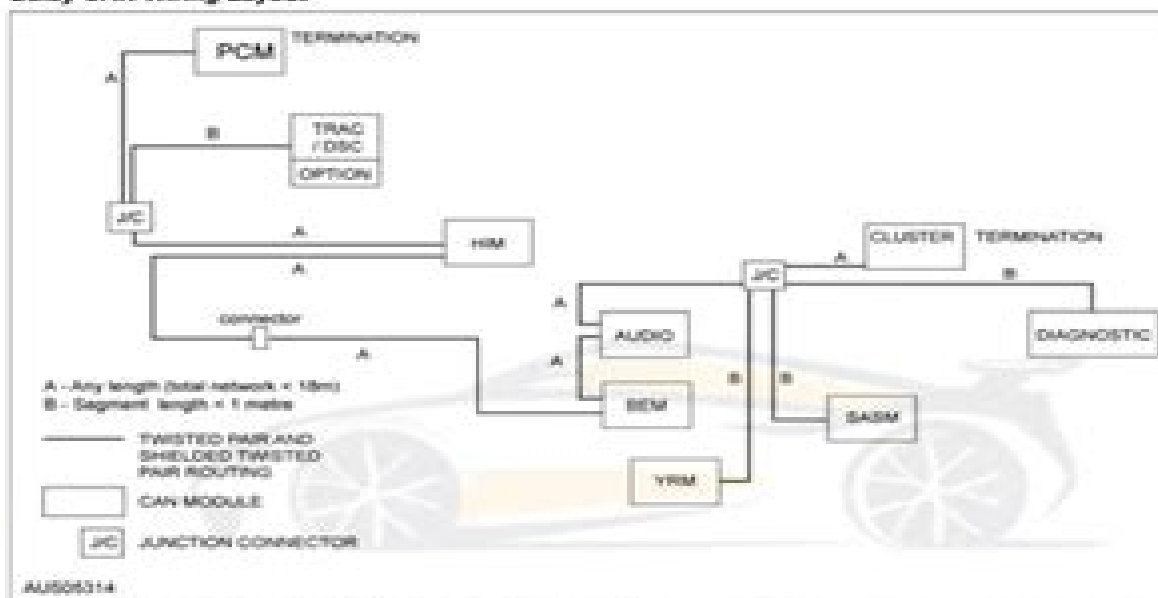 PCM
TERMINATION
A
B
TRAC
/ DSC
OPTION
J/C
A
HIM
A
CLUSTER
TERMINATION
A
J/C
B
A
connector
AUDIO
DIAGNOSTIC
A
A
B
B
A - Any length (total network < 18m)
B - Segment length < 1 metre
BEM
SASM
TWISTED PAIR AND
SHIELDED TWISTED
PAIR ROUTING
YRM
CAN MODULE
J/C
JUNCTION CONNECTOR